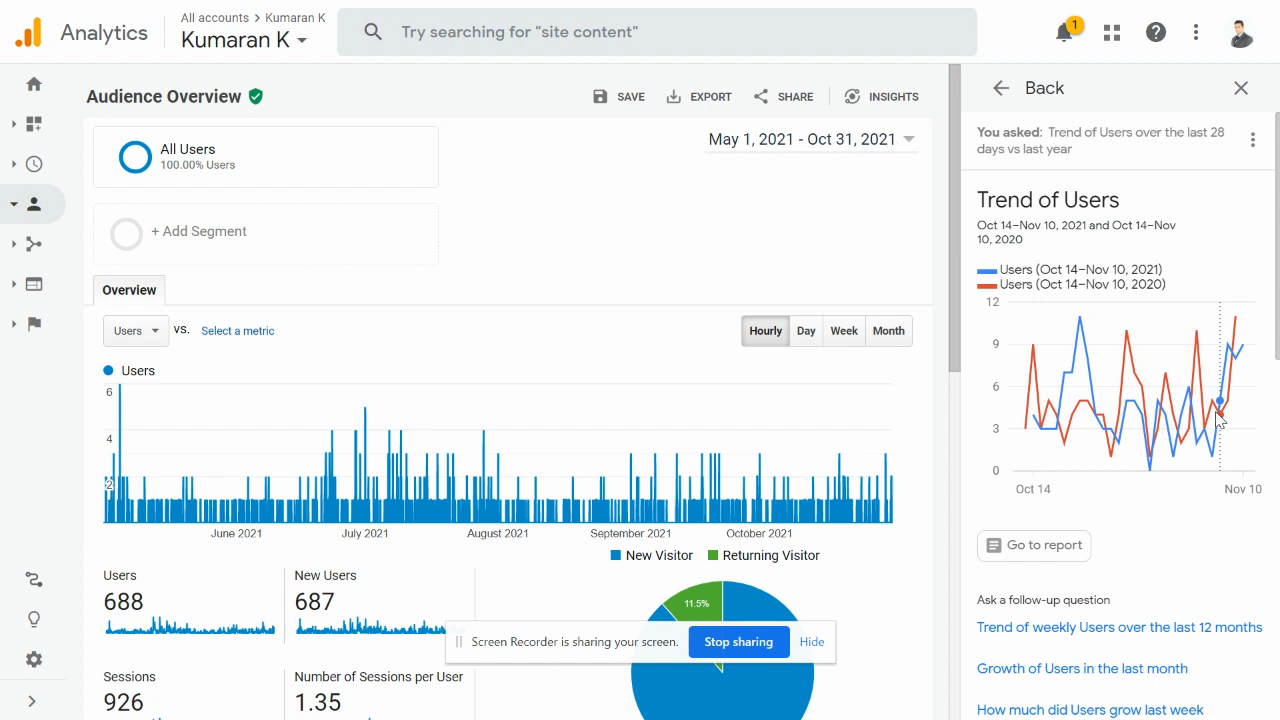 Analytics
All accounts > Kumaran K
Kumaran K
Try searching for "site content"
1
Audience Overview
SAVE
EXPORT
SHARE
INSIGHTS
All Users
100.00% Users
May 1, 2021 - Oct 31, 2021
+ Add Segment
Overview
Users
vs.
Select a metric
Hourly
Day
Week
Month
Users
6
4
2
June 2021
July 2021
August 2021
September 2021
October 2021
New Visitor
Returning Visitor
Users
688
New Users
687
11.5%
Sessions
926
Number of Sessions per User
1.35
Screen Recorder is sharing your screen.
Stop sharing
Hide
Back
You asked: Trend of Users over the last 28
days vs last year
Trend of Users
Oct 14–Nov 10, 2021 and Oct 14–Nov
10, 2020
Users (Oct 14–Nov 10, 2021)
Users (Oct 14–Nov 10, 2020)
12
9
6
3
0
Oct 14
Nov 10
Go to report
Ask a follow-up question
Trend of weekly Users over the last 12 months
Growth of Users in the last month
How much did Users grow last week